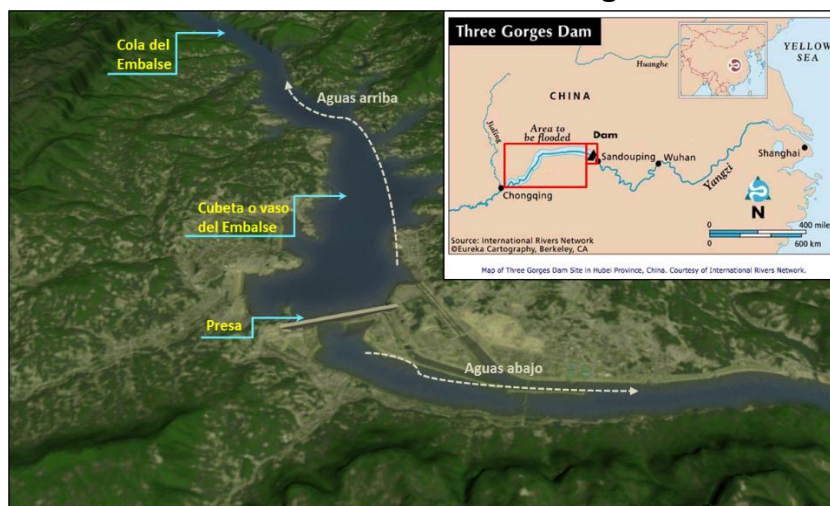 Cola del
Embalse
Aguas arriba
Cubeta o vaso
del Embalse
Presa
Aguas abajo
Three Gorges Dam
YELLOW
SEA
Huanghe
CHINA
Jialing
Area to
be flooded
Dam
Sandouping
Wuhan
Shanghai
Yangzi
Chongqing
N
0 400 miles
0 600 km
Source: International Rivers Network
©Eureka Cartography, Berkeley, CA
Map of Three Gorges Dam Site in Hubei Province, China. Courtesy of International Rivers Network.